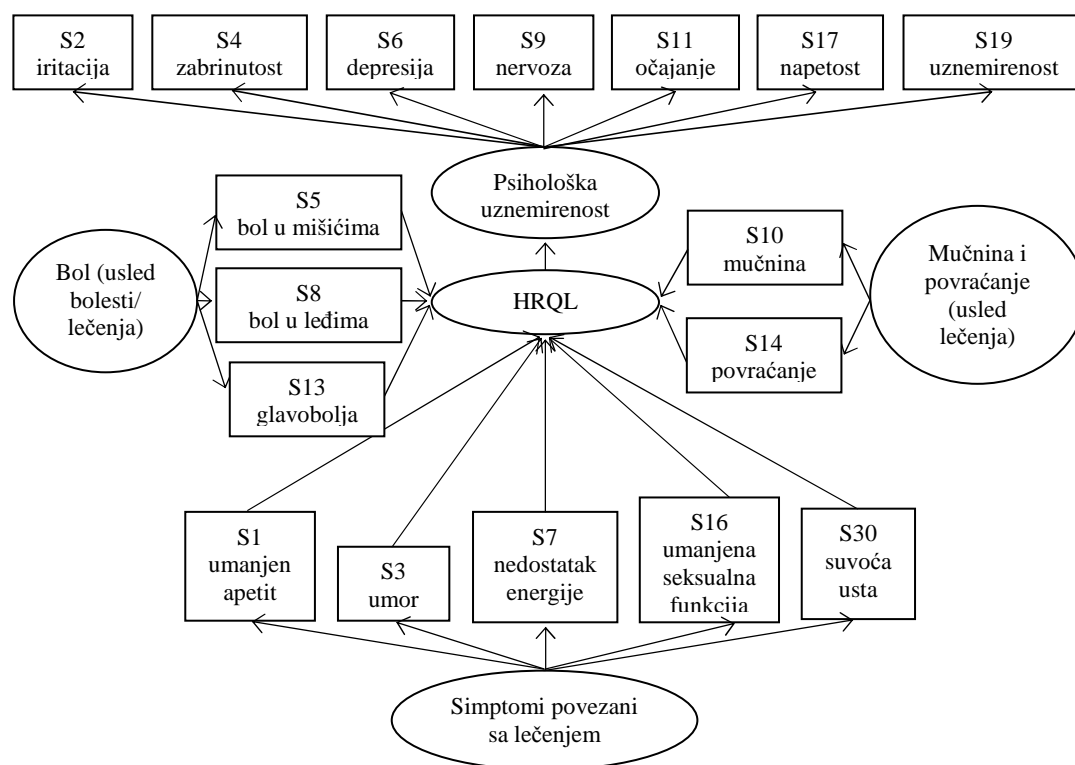 S2
iritacija
S4
zabrinutost
S6
depresija
S9
nervoza
S11
očajanje
S17
napetost
S19
uznemirenost
Psihološka
uznemirenost
S5
bol u mišićima
S10
mučnina
Bol (usled
bolesti/
lečenja)
S8
bol u leđima
HRQL
Mučnina i
povraćanje
(usled
lečenja)
S14
povraćanje
S13
glavobolja
S1
umanjen
apetit
S3
umor
S7
nedostatak
energije
S16
umanjena
seksualna
funkcija
S30
suvoća
usta
Simptomi povezani
sa lečenjem